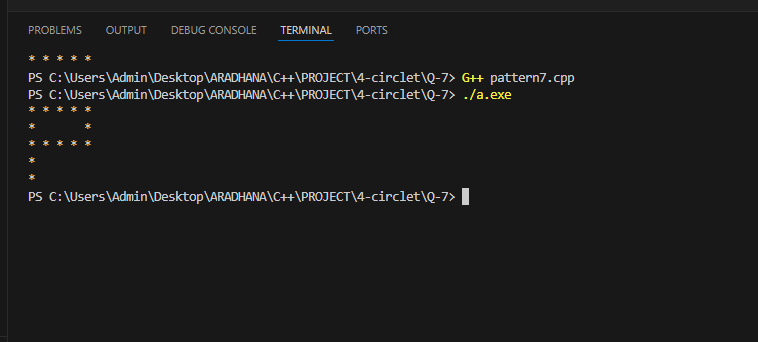 PROBLEMS OUTPUT DEBUG CONSOLE TERMINAL PORTS
* * * * *
PS C:\Users\Admin\Desktop\ARADHANA\C++\PROJECT\4-circlet\Q-7> G++ pattern7.cpp
PS C:\Users\Admin\Desktop\ARADHANA\C++\PROJECT\4-circlet\Q-7> ./a.exe
* * * * *
*       *
* * * * *
*
*
PS C:\Users\Admin\Desktop\ARADHANA\C++\PROJECT\4-circlet\Q-7>